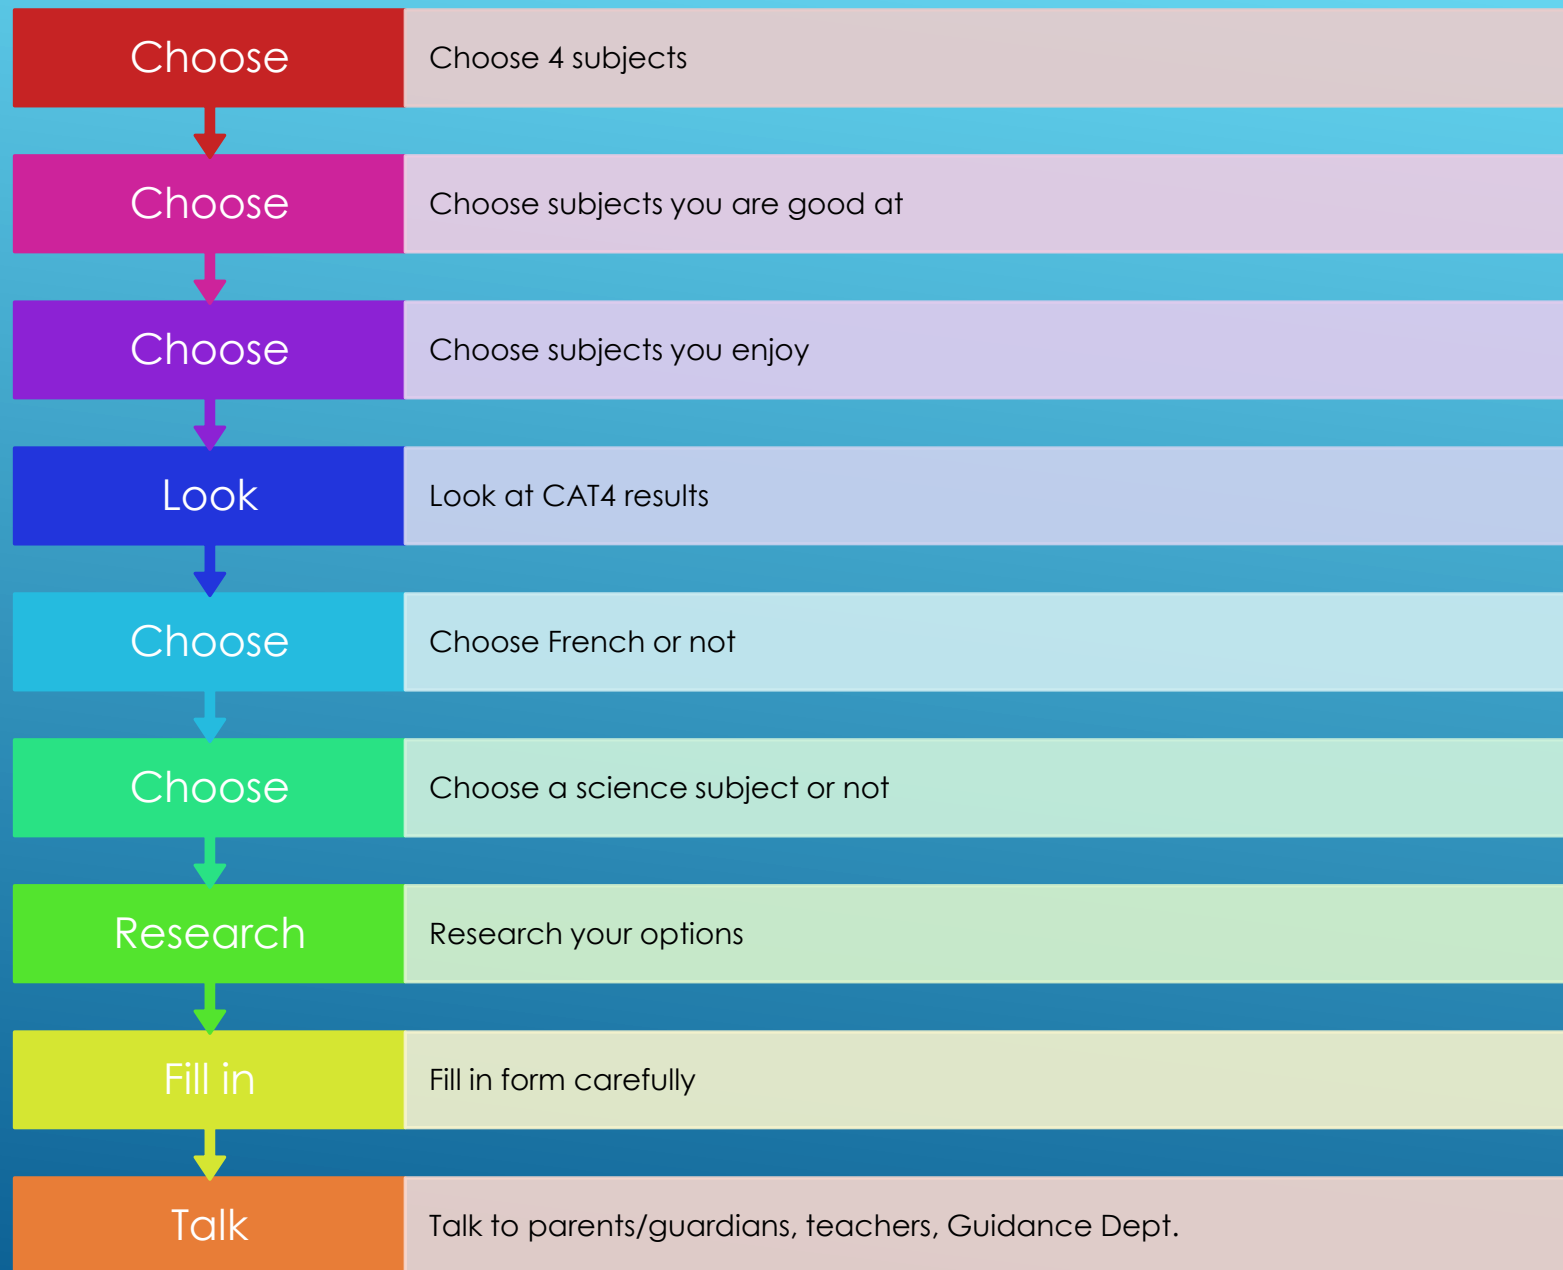 Choose
Choose 4 subjects
Choose
Choose subjects you are good at
Choose
Choose subjects you enjoy
Look
Look at CAT4 results
Choose
Choose French or not
Choose
Choose a science subject or not
Research
Research your options
Fill in
Fill in form carefully
Talk
Talk to parents/guardians, teachers, Guidance Dept.